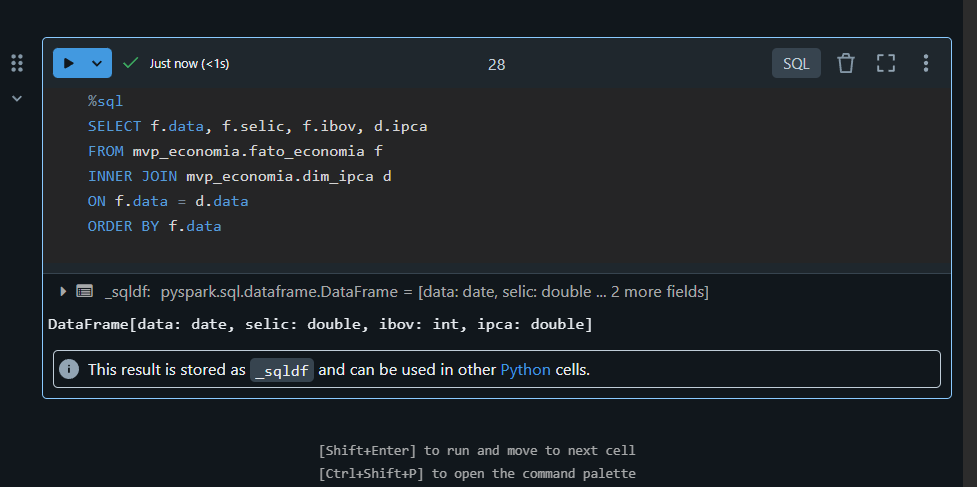 Just now (<1s)
28
SQL
%sql
SELECT f.data, f.selic, f.ibov, d.ipca
FROM mvp_economia.fato_economia f
INNER JOIN mvp_economia.dim_ipca d
ON f.data = d.data
ORDER BY f.data
_sqldf: pyspark.sql.dataframe.DataFrame = [data: date, selic: double ... 2 more fields]
DataFrame[data: date, selic: double, ibov: int, ipca: double]
This result is stored as _sqldf and can be used in other Python cells.
[Shift+Enter] to run and move to next cell
[Ctrl+Shift+P] to open the command palette